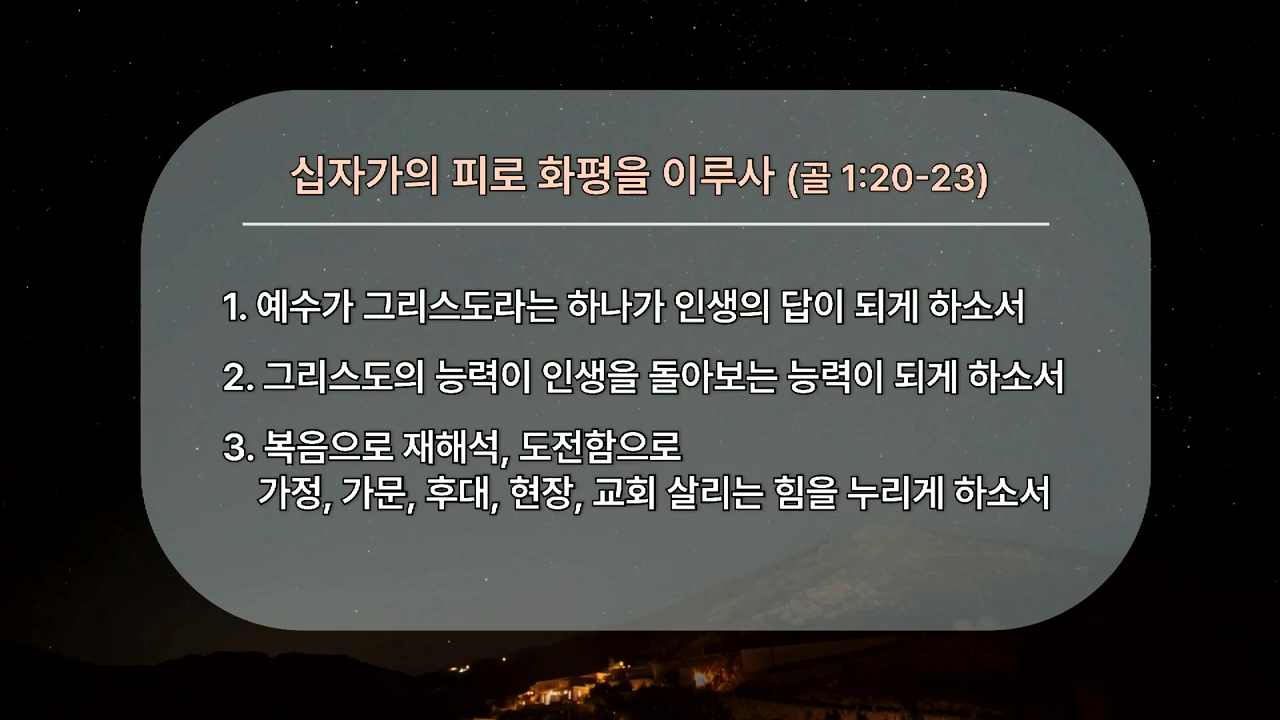 십자가의 피로 화평을 이루사 (골 1:20-23)
1. 예수가 그리스도라는 하나가 인생의 답이 되게 하소서
2. 그리스도의 능력이 인생을 돌아보는 능력이 되게 하소서
3. 복음으로 재해석, 도전함으로
가정, 가문, 후대, 현장, 교회 살리는 힘을 누리게 하소서